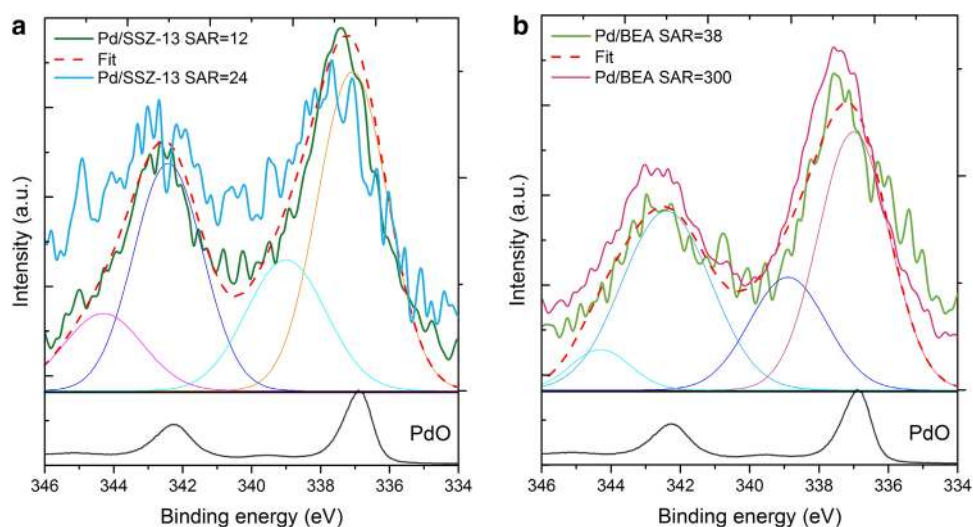 a
Pd/SSZ-13 SAR=12
Fit
Pd/SSZ-13 SAR=24
Intensity (a.u.)
PdO
346 344 342 340 338 336 334
Binding energy (eV)
b
Pd/BEA SAR=38
Fit
Pd/BEA SAR=300
Intensity (a.u.)
PdO
346 344 342 340 339 338 336 334
Binding energy (eV)